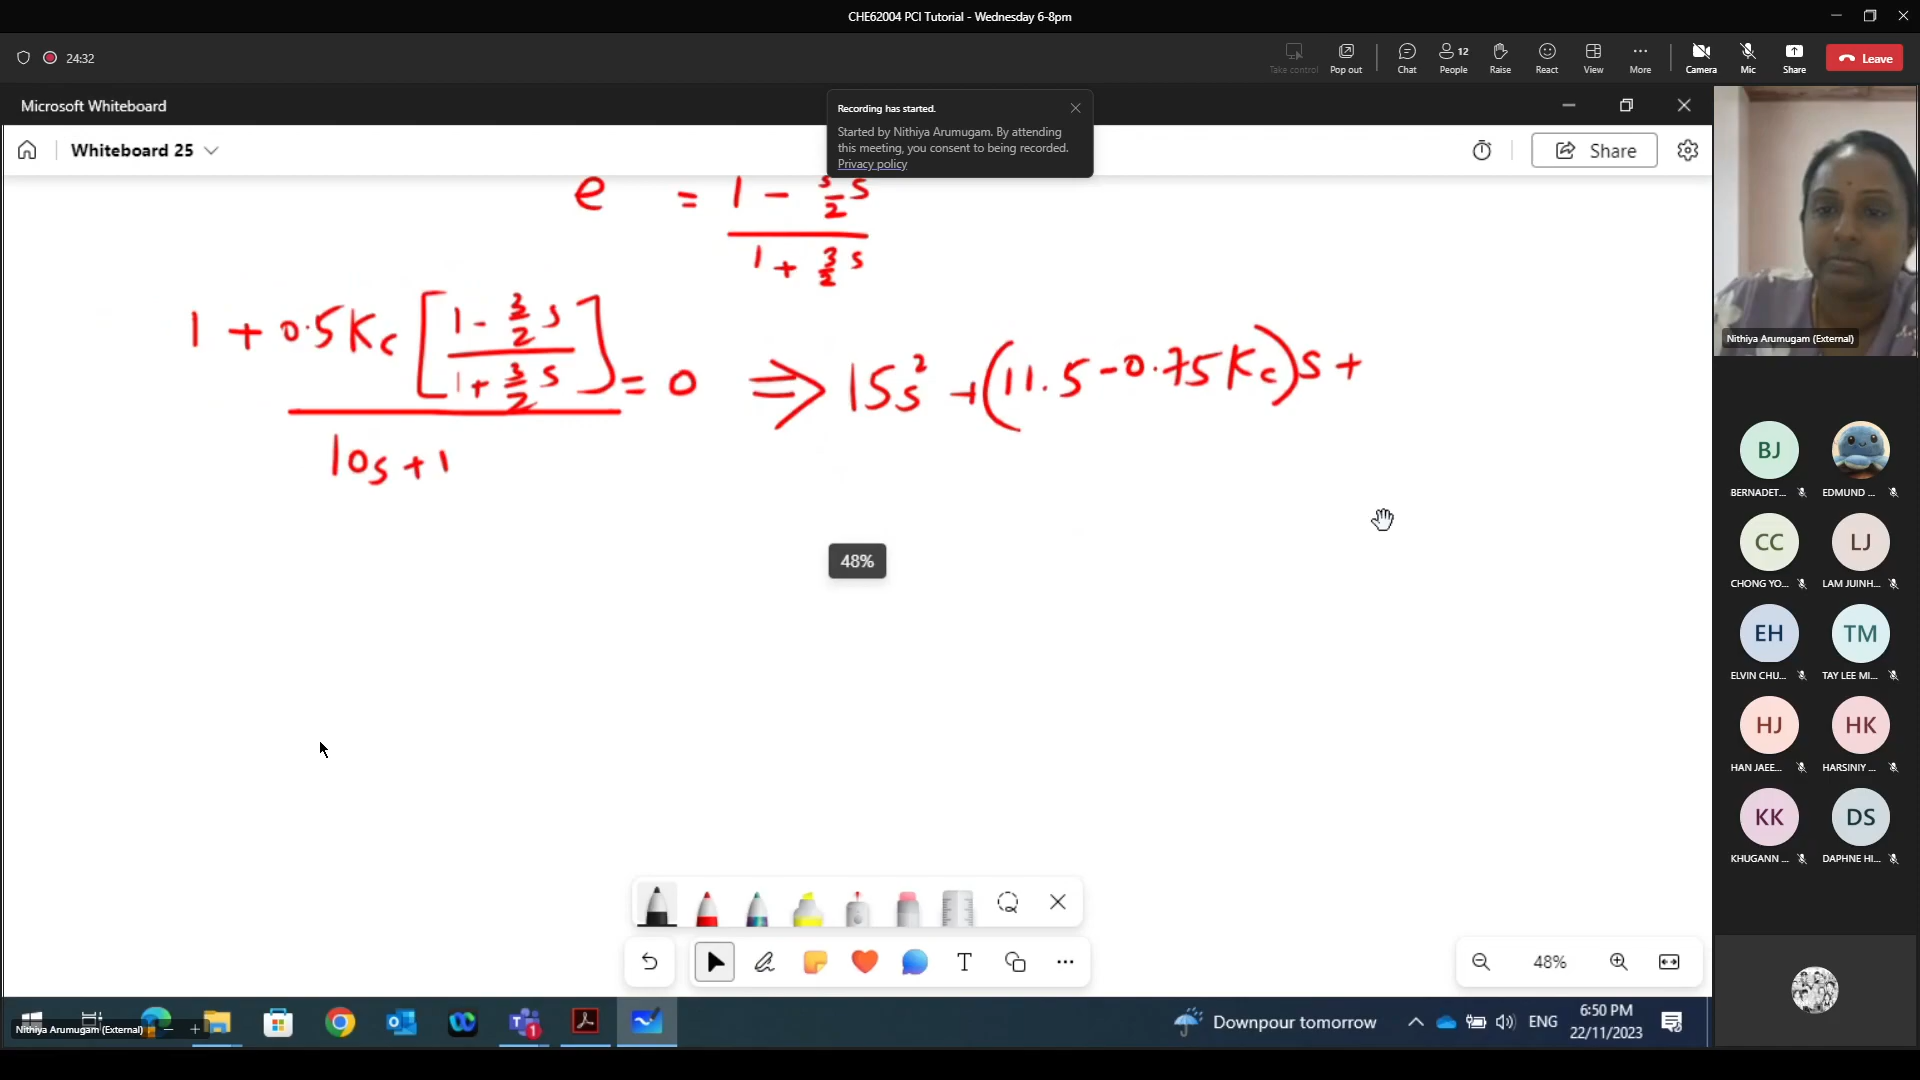 CHE62004 PCI Tutorial - Wednesday 6-8pm
24:32
Take control
Pop out
Chat
People 12
Raise
React
View
More
Camera
Mic
Share
Leave
Microsoft Whiteboard
Recording has started.
Started by Nithiya Arumugam. By attending
this meeting, you consent to being recorded.
Privacy policy
Whiteboard 25
Share
e = 1 - 3/2 s
1 + 3/2 s
1 + 0.5Kc [1 - 3/2 s
1 + 3/2 s] = 0 ⇒ 15s² + (11.5 - 0.75Kc)s +
10s + 1
48%
Nithiya Arumugam (External)
BJ
BERNADET...
EDMUND ...
CC
CHONG YO...
LJ
LAM JUINH...
EH
ELVIN CHU...
TM
TAY LEE MI...
HJ
HAN JAEE...
HK
HARSINIY ...
KK
KHUGANN ...
DS
DAPHNE HI...
T
48%
Nithiya Arumugam (External)
1
Downpour tomorrow
ENG
6:50 PM
22/11/2023